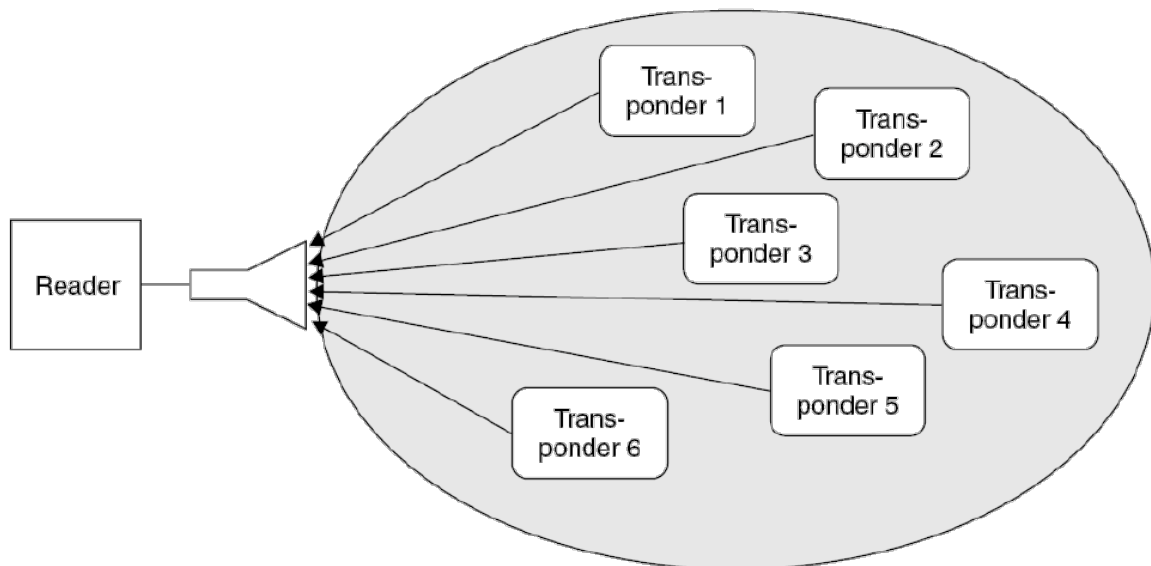 Trans-
ponder 1
Trans-
ponder 2
Trans-
ponder 3
Reader
Trans-
ponder 4
Trans-
ponder 5
Trans-
ponder 6